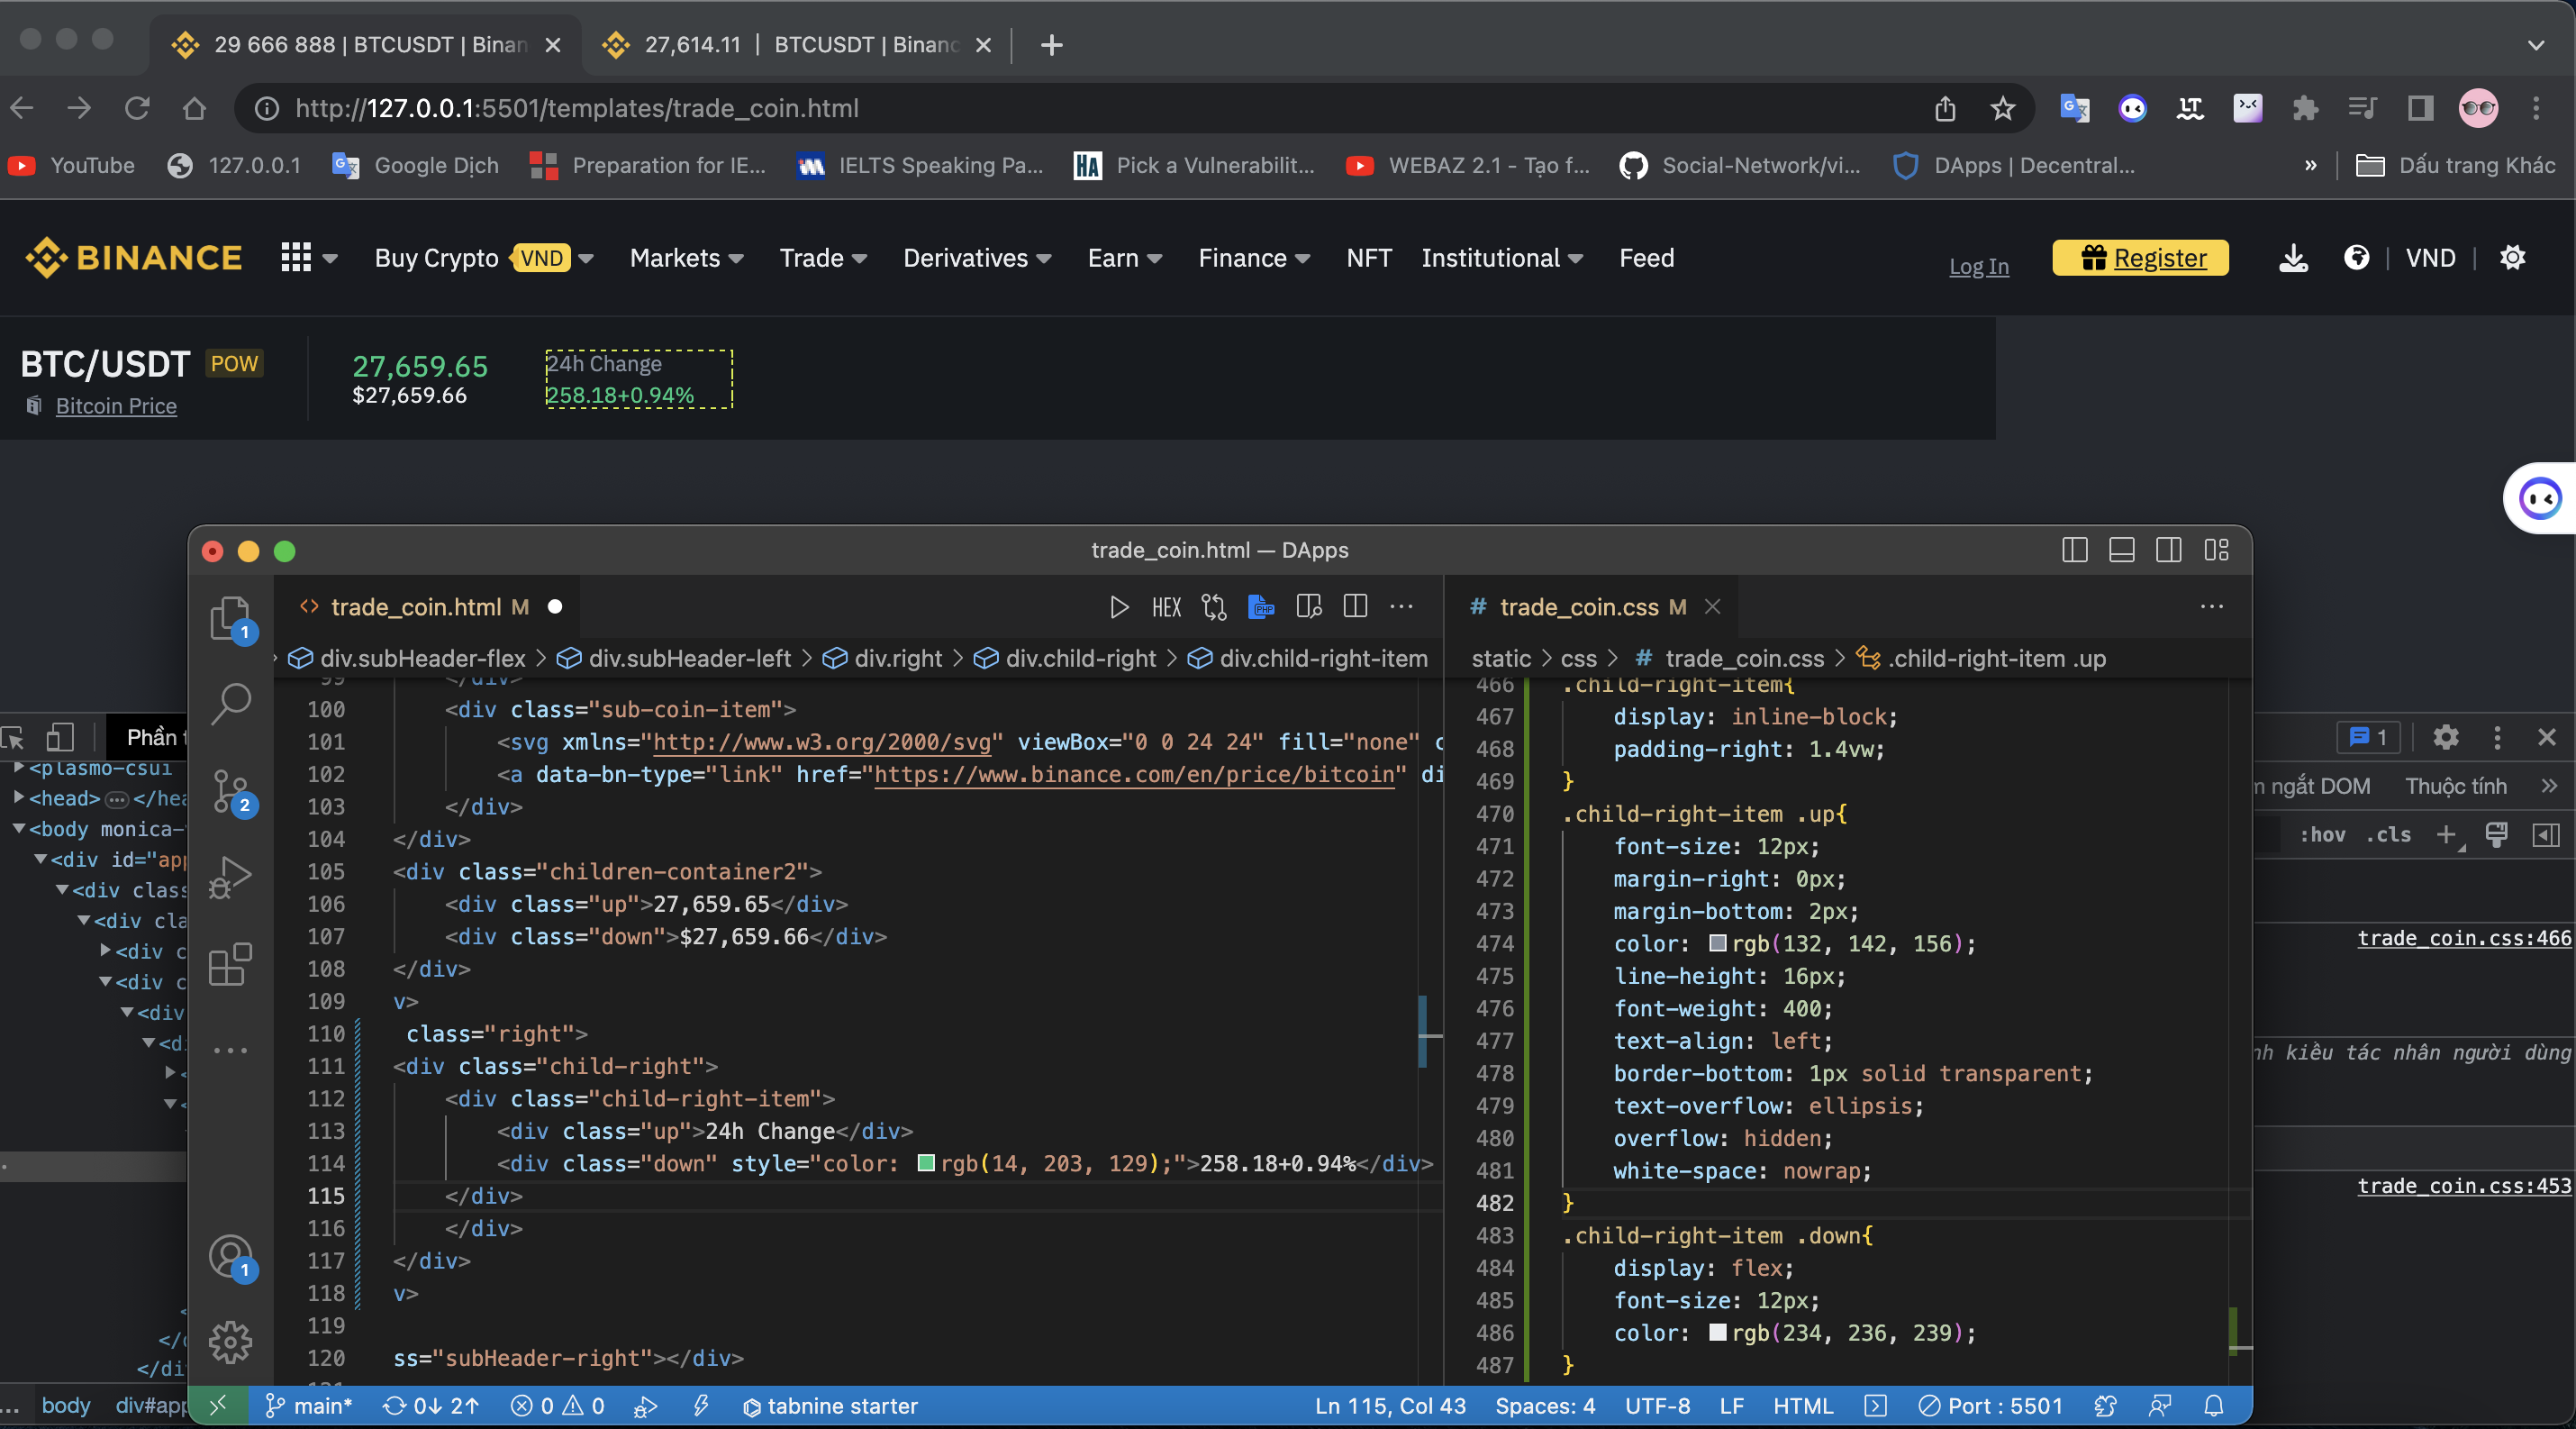 29 666 888 | BTCUSDT | Binan
27,614.11 | BTCUSDT | Binanc
http://127.0.0.1:5501/templates/trade_coin.html
YouTube
127.0.0.1
Google Dịch
Preparation for IE...
IELTS Speaking Pa...
HA
Pick a Vulnerabilit...
WEBAZ 2.1 - Tạo f...
Social-Network/vi...
DApps | Decentral...
»
Dấu trang Khác
BINANCE
Buy Crypto
VND
Markets
Trade
Derivatives
Earn
Finance
NFT
Institutional
Feed
Log In
Register
VND
BTC/USDT POW
Bitcoin Price
27,659.65
$27,659.66
24h Change
258.18+0.94%
trade_coin.html — DApps
trade_coin.html M
HEX
PHP
div.subHeader-flex > div.subHeader-left > div.right > div.child-right > div.child-right-item
99 </div>
100 <div class="sub-coin-item">
101 <svg xmlns="http://www.w3.org/2000/svg" viewBox="0 0 24 24" fill="none" c
102 <a data-bn-type="link" href="https://www.binance.com/en/price/bitcoin" di
103 </div>
104 </div>
105 <div class="children-container2">
106 <div class="up">27,659.65</div>
107 <div class="down">$27,659.66</div>
108 </div>
109 v>
110 class="right">
111 <div class="child-right">
112 <div class="child-right-item">
113 <div class="up">24h Change</div>
114 <div class="down" style="color: rgb(14, 203, 129);">258.18+0.94%</div>
115 </div>
116 </div>
117 </div>
118 v>
119
120 ss="subHeader-right"></div>
# trade_coin.css M
static > css > # trade_coin.css > .child-right-item .up
466 .child-right-item{
467 display: inline-block;
468 padding-right: 1.4vw;
469 }
470 .child-right-item .up{
471 font-size: 12px;
472 margin-right: 0px;
473 margin-bottom: 2px;
474 color: rgb(132, 142, 156);
475 line-height: 16px;
476 font-weight: 400;
477 text-align: left;
478 border-bottom: 1px solid transparent;
479 text-overflow: ellipsis;
480 overflow: hidden;
481 white-space: nowrap;
482 }
483 .child-right-item .down{
484 display: flex;
485 font-size: 12px;
486 color: rgb(234, 236, 239);
487 }
1
2
1
main*
0↓ 2↑
0
0
tabnine starter
Ln 115, Col 43
Spaces: 4
UTF-8
LF
HTML
Port : 5501
Phần t
<plasmo-csui
<head> ... </hea
<body monica-
<div id="app
<div class
<div cla
<div c
<div c
<div
<di
<
<
<
</d
</di
... body div#app
1
m ngắt DOM
Thuộc tính
»
:hov
.cls
trade_coin.css:466
nh kiểu tác nhân người dùng
trade_coin.css:453